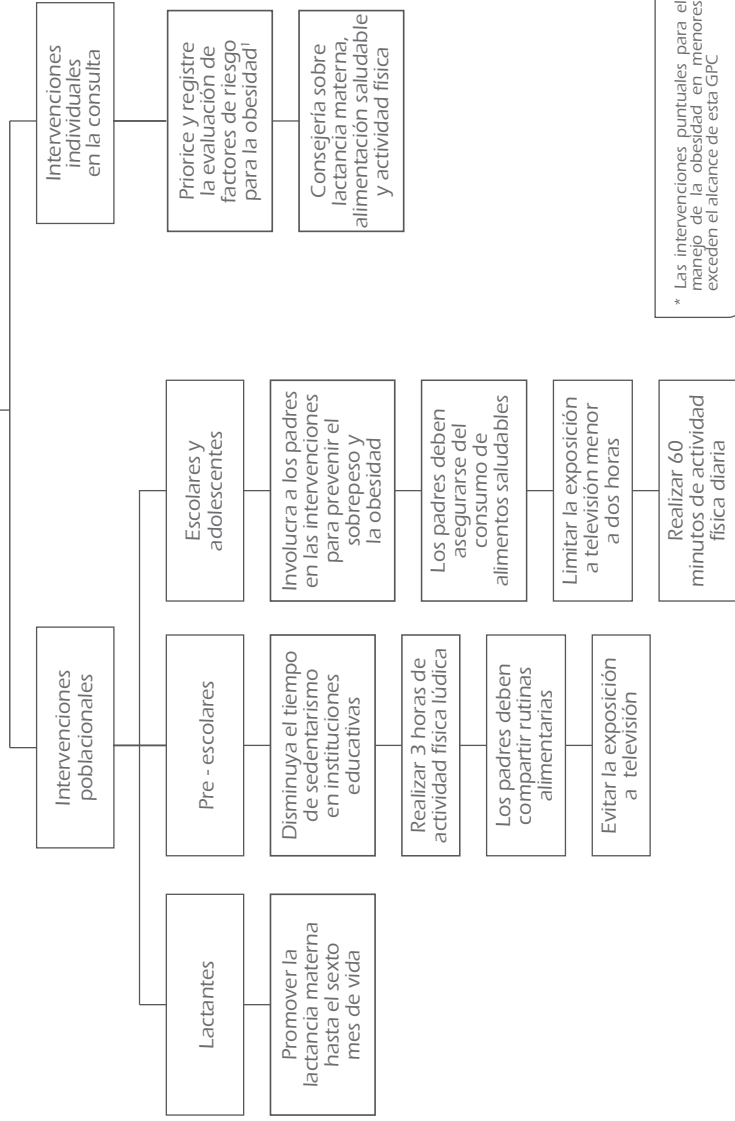 Intervenciones
poblacionales
Lactantes
Promover la
lactancia materna
hasta el sexto
mes de vida
Pre - escolares
Disminuya el tiempo
de sedentarismo
en instituciones
educativas
Realizar 3 horas de
actividad física lúdica
Los padres deben
compartir rutinas
alimentarias
Evitar la exposición
a televisión
Escolares y
adolescentes
Involucra a los padres
en las intervenciones
para prevenir el
sobrepeso y
la obesidad
Los padres deben
asegurarse del
consumo de
alimentos saludables
Limitar la exposición
a televisión menor
a dos horas
Realizar 60
minutos de actividad
física diaria
Intervenciones
individuales
en la consulta
Priorice y registre
la evaluación de
factores de riesgo
para la obesidad¹
Consejería sobre
lactancia materna,
alimentación saludable
y actividad física
* Las intervenciones puntuales para el
manejo de la obesidad en menores
exceden el alcance de esta GPC